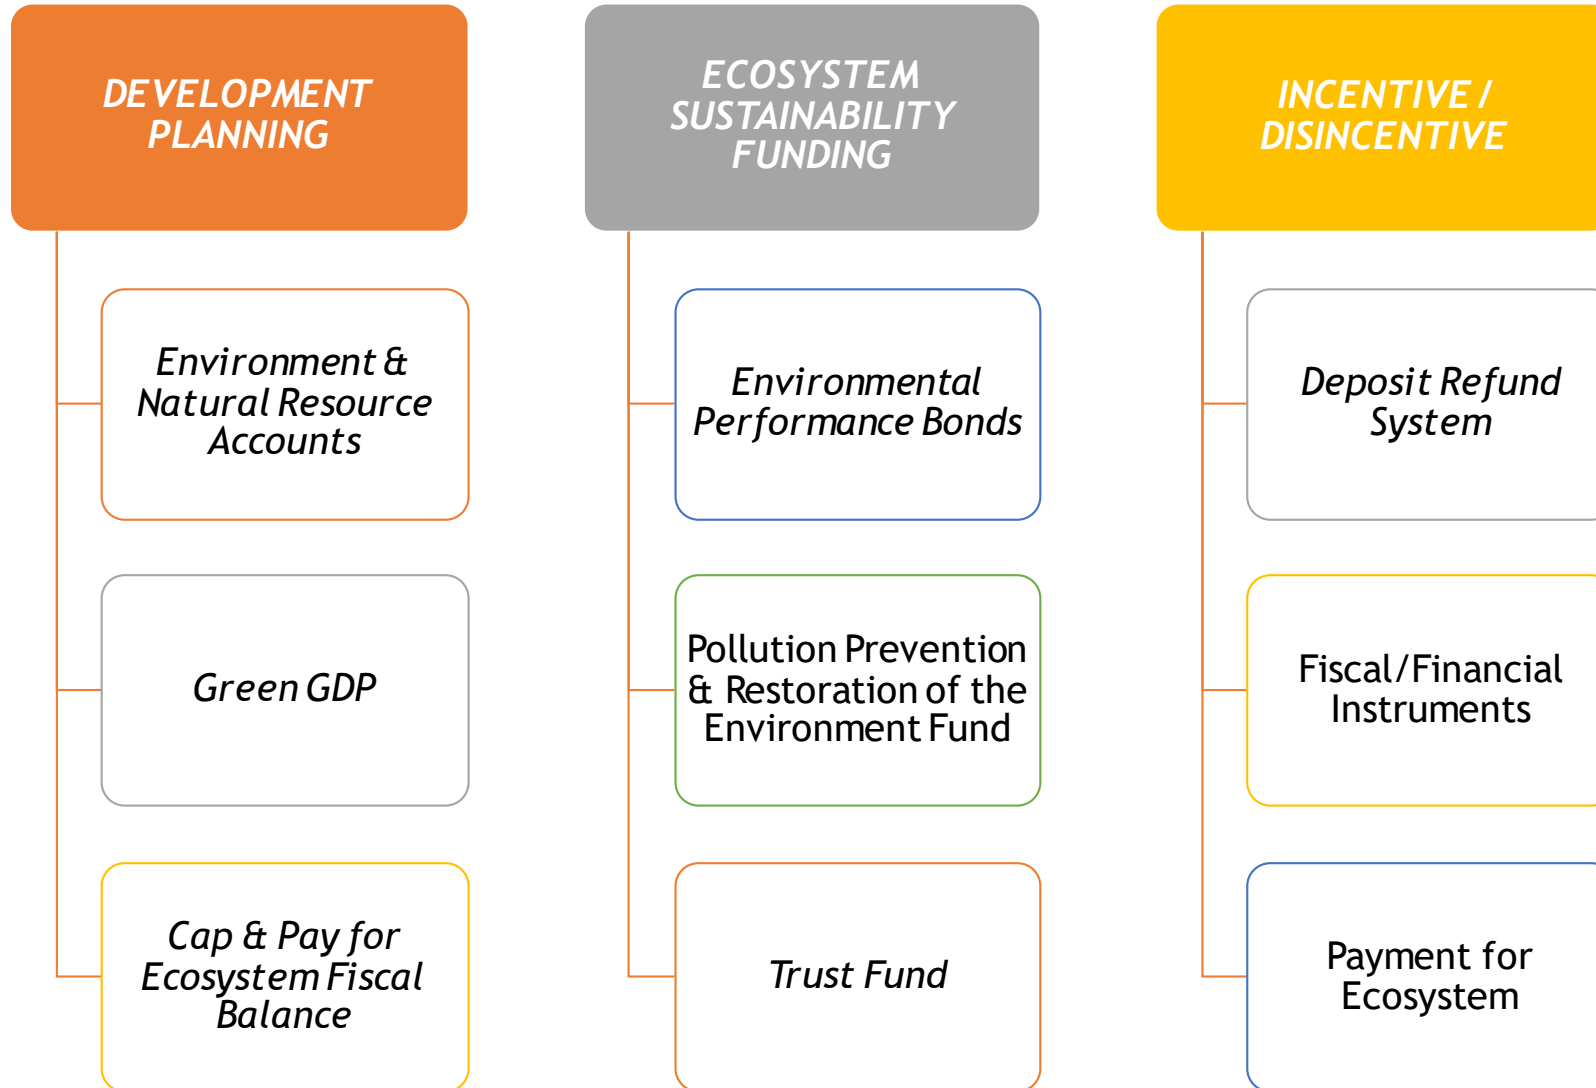 DEVELOPMENT
PLANNING
Environment &
Natural Resource
Accounts
Green GDP
Cap & Pay for
Ecosystem Fiscal
Balance
ECOSYSTEM
SUSTAINABILITY
FUNDING
Environmental
Performance Bonds
Pollution Prevention
& Restoration of the
Environment Fund
Trust Fund
INCENTIVE /
DISINCENTIVE
Deposit Refund
System
Fiscal/Financial
Instruments
Payment for
Ecosystem